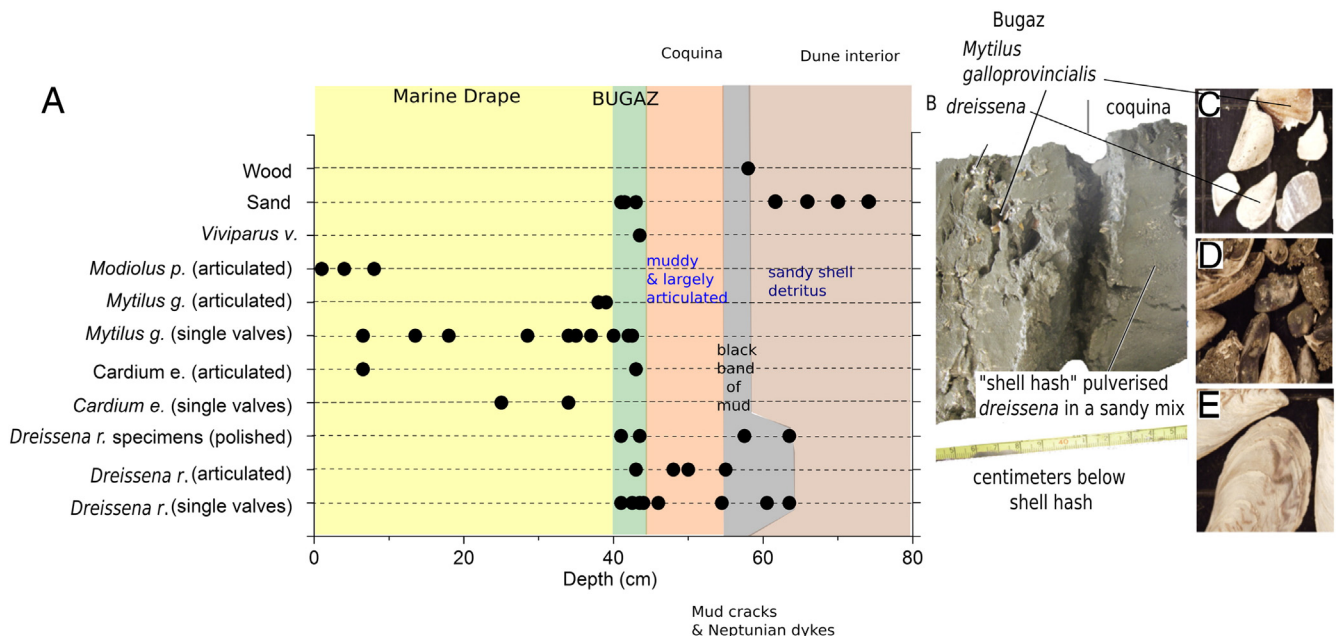 A
Marine Drape
BUGAZ
Coquina
Dune interior
Wood
Sand
Viviparus v.
Modiolus p. (articulated)
Mytilus g. (articulated)
Mytilus g. (single valves)
Cardium e. (articulated)
Cardium e. (single valves)
Dreissena r. specimens (polished)
Dreissena r. (articulated)
Dreissena r. (single valves)
muddy
& largely
articulated
sandy shell
detritus
black
band
of
mud
0
20
40
60
80
Depth (cm)
Mud cracks
& Neptunian dykes
Bugaz
Mytilus
galloprovincialis
B
dreissena
coquina
"shell hash" pulverised
dreissena in a sandy mix
40
centimeters below
shell hash
C
D
E